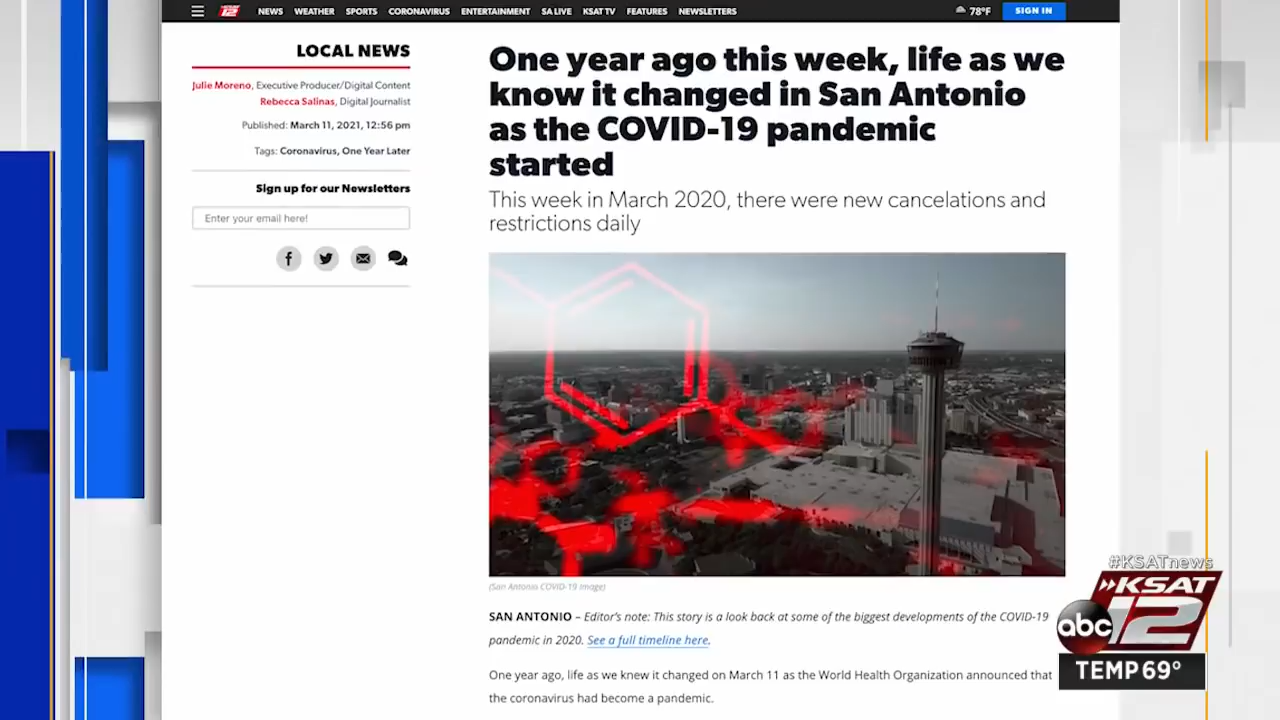 NEWS WEATHER SPORTS CORONAVIRUS ENTERTAINMENT SA LIVE KSAT TV FEATURES NEWSLETTERS 78°F SIGN IN
LOCAL NEWS
Julie Moreno, Executive Producer/Digital Content
Rebecca Salinas, Digital Journalist
Published: March 11, 2021, 12:56 pm
Tags: Coronavirus, One Year Later
Sign up for our Newsletters
Enter your email here!
One year ago this week, life as we
know it changed in San Antonio
as the COVID-19 pandemic
started
This week in March 2020, there were new cancelations and
restrictions daily
(San Antonio COVID-19 Image)
SAN ANTONIO – Editor's note: This story is a look back at some of the biggest developments of the COVID-19
pandemic in 2020. See a full timeline here.
One year ago, life as we knew it changed on March 11 as the World Health Organization announced that
the coronavirus had become a pandemic.
#KSATnews
KSAT
abc 12
TEMP 69°